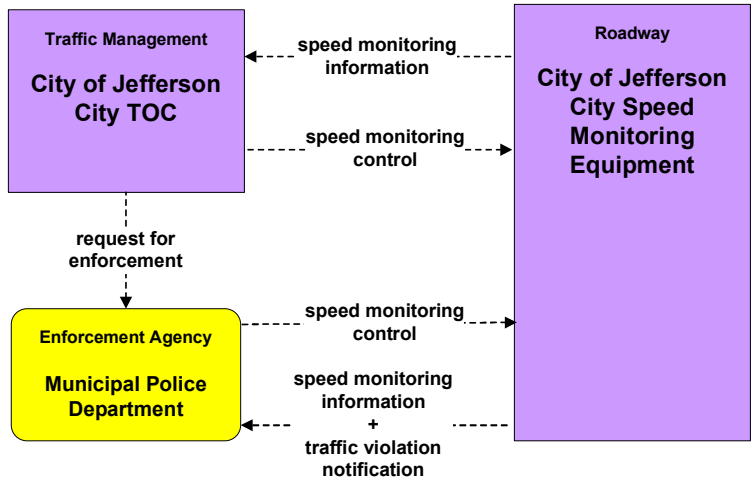 Traffic Management
City of Jefferson
City TOC
speed monitoring
information
speed monitoring
control
Roadway
City of Jefferson
City Speed
Monitoring
Equipment
request for
enforcement
Enforcement Agency
Municipal Police
Department
speed monitoring
control
speed monitoring
information
+
traffic violation
notification